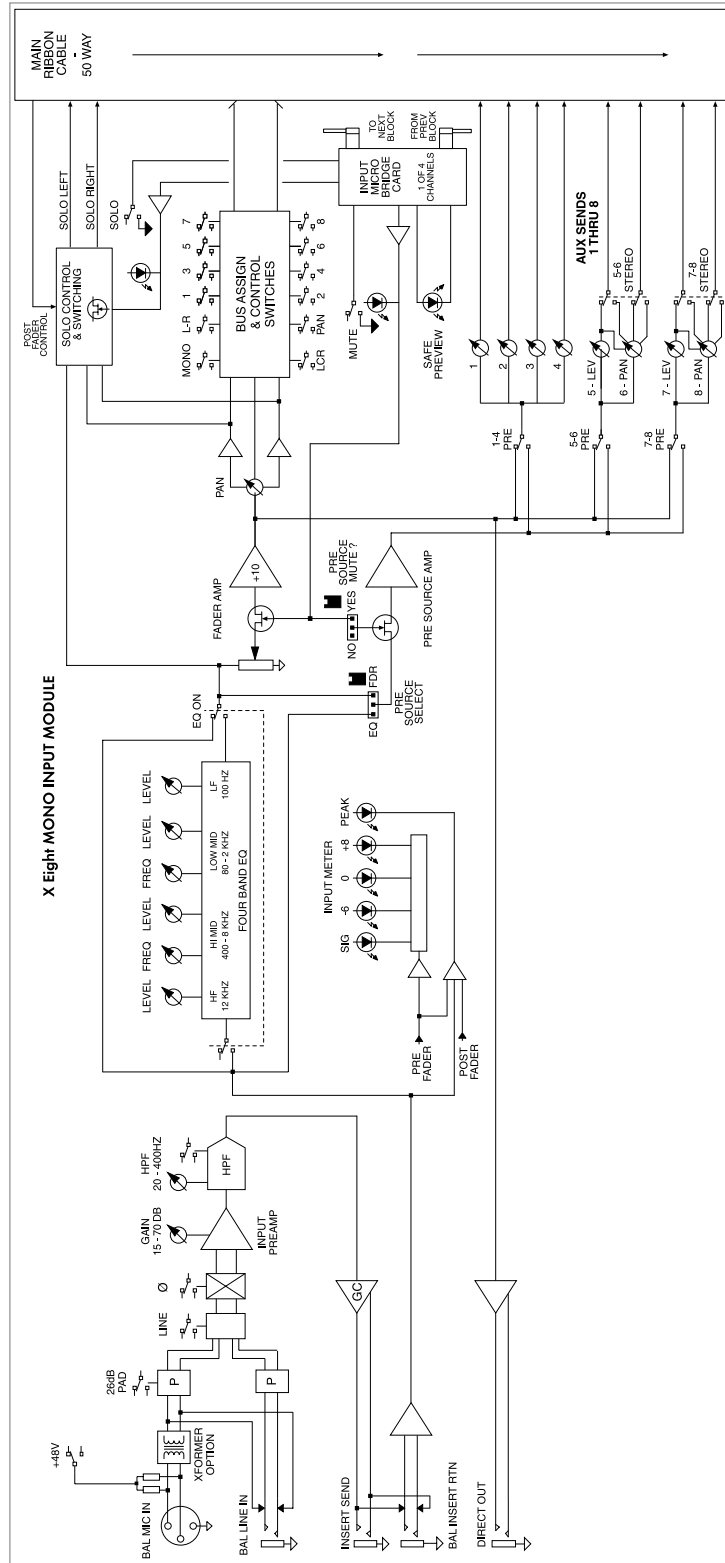 X Eight MONO INPUT MODULE
+48V
BAL MIC IN
XFORMER
OPTION
26dB
PAD
P
BAL LINE IN
P
LINE
Ø
GAIN
15 - 70 DB
INPUT
PREAMP
HPF
20 - 400HZ
HPF
INSERT SEND
GC
BAL INSERT RTN
DIRECT OUT
LEVEL
FREQ
LEVEL
FREQ
LEVEL
LEVEL
HF
12 KHZ
HI MID
400 - 8 KHZ
LOW MID
80 - 2 KHZ
LF
100 HZ
FOUR BAND EQ
EQ ON
PRE
FADER
POST
FADER
INPUT METER
SIG
-6
0
+8
PEAK
EQ
FDR
PRE
SOURCE
SELECT
NO
YES
PRE
SOURCE
MUTE ?
PRE SOURCE AMP
FADER AMP
+10
PAN
POST
FADER
CONTROL
SOLO CONTROL
& SWITCHING
SOLO LEFT
SOLO RIGHT
SOLO
MONO
L-R
1
3
5
7
BUS ASSIGN
& CONTROL
SWITCHES
LCR
PAN
2
4
6
8
MUTE
SAFE
PREVIEW
INPUT
MICRO
BRIDGE
CARD
1 OF 4
CHANNELS
TO
NEXT
BLOCK
FROM
PREV
BLOCK
1-4
PRE
1
2
3
4
AUX SENDS
1 THRU 8
5-6
PRE
5 - LEV
6 - PAN
5-6
STEREO
7-8
PRE
7 - LEV
8 - PAN
7-8
STEREO
MAIN
RIBBON
CABLE
-
50 WAY